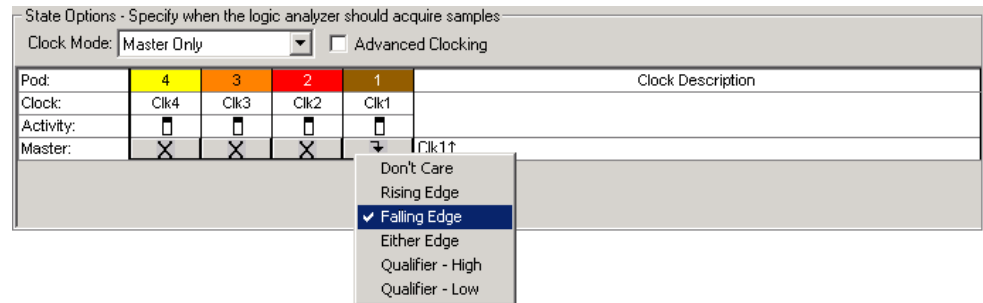 State Options - Specify when the logic analyzer should acquire samples
Clock Mode: Master Only Advanced Clocking
Pod: 4 3 2 1 Clock Description
Clock: Clk4 Clk3 Clk2 Clk1
Activity:
Master: X X X Clk1↑
Don't Care
Rising Edge
✓ Falling Edge
Either Edge
Qualifier - High
Qualifier - Low